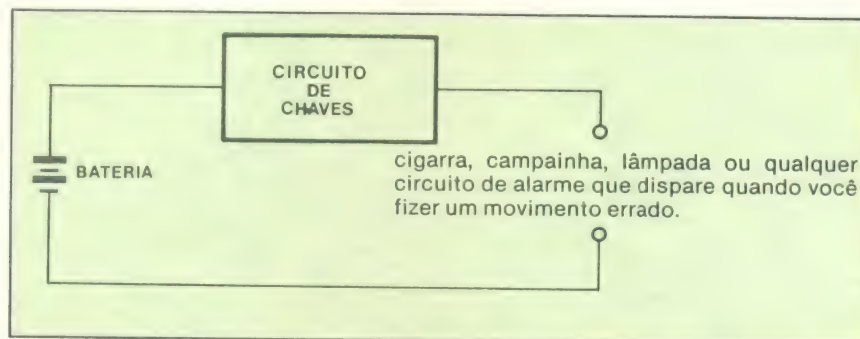 CIRCUITO
DE
CHAVES
BATERIA
cigarra, campainha, lâmpada ou qualquer
circuito de alarme que dispare quando você
fizer um movimento errado.